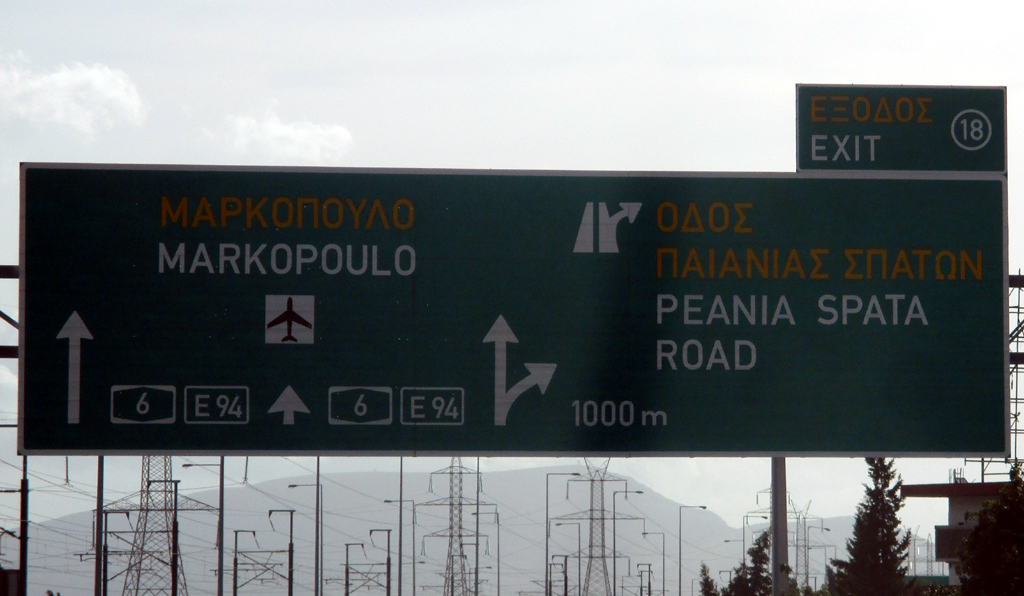 ΕΞΟΔΟΣ
EXIT
18
ΜΑΡΚΟΠΟΥΛΟ
MARKOPOULO
6 E 94 6 E 94
ΟΔΟΣ
ΠΑΙΑΝΙΑΣ ΣΠΑΤΩΝ
PEANIA SPATA
ROAD
1000 m